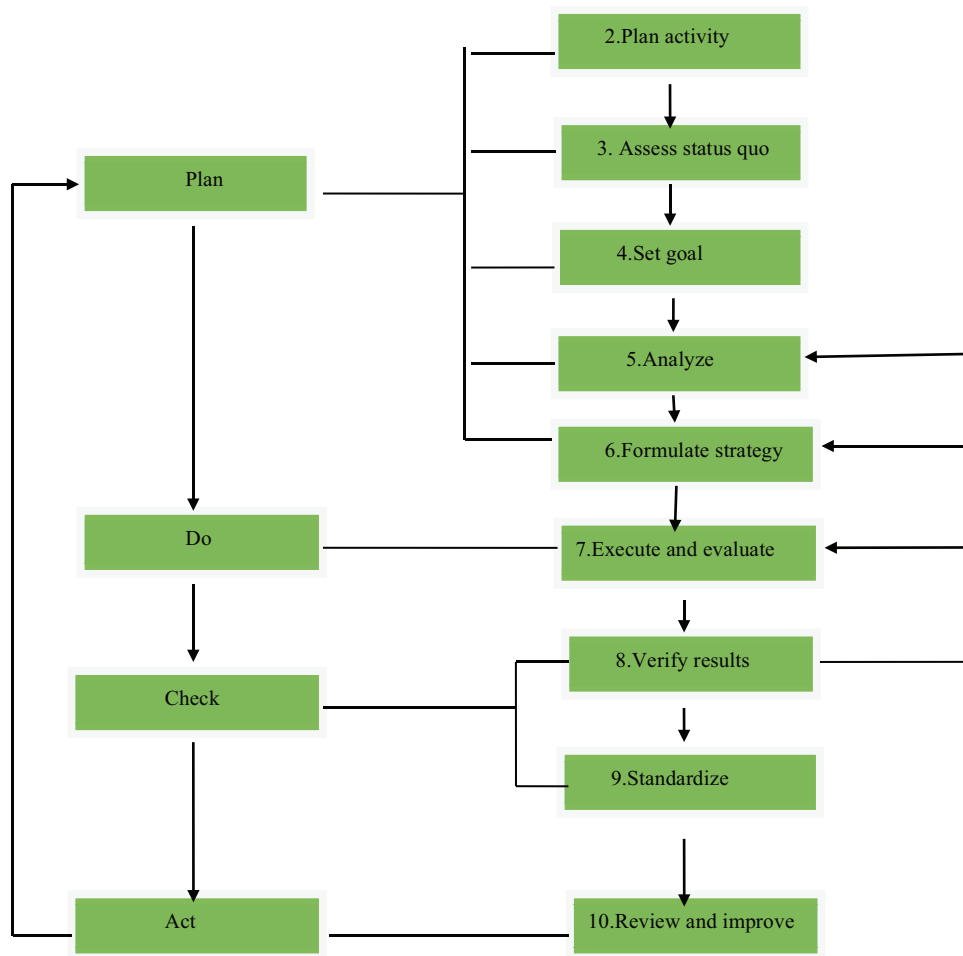 2.Plan activity
3. Assess status quo
Plan
4.Set goal
5.Analyze
6.Formulate strategy
Do
7.Execute and evaluate
8.Verify results
Check
9.Standardize
Act
10.Review and improve